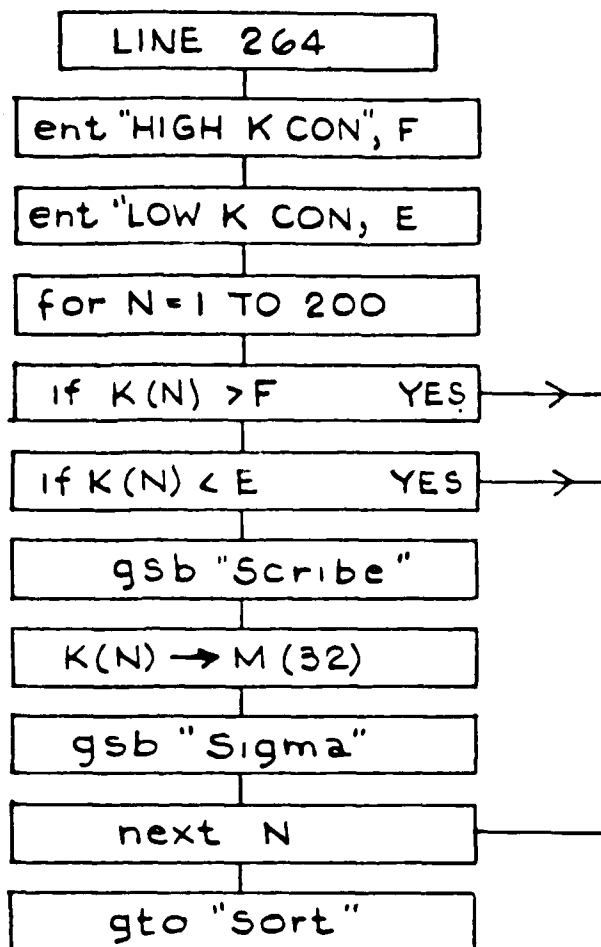 LINE 264
ent "HIGH K CON", F
ent "LOW K CON, E
for N = 1 TO 200
if K(N) > F YES
if K(N) < E YES
gsb "Scribe"
K(N) → M (32)
gsb "Sigma"
next N
gto "sort"